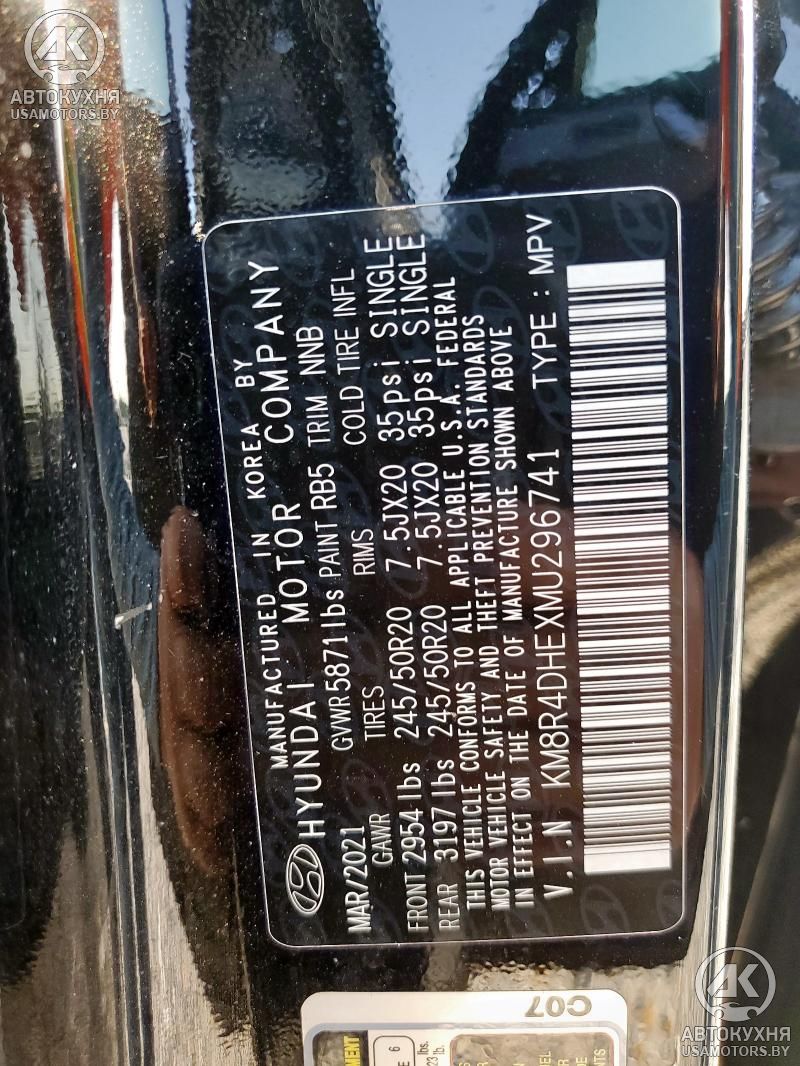 AK
АВТОКУХНЯ
USAMOTORS.BY
MANUFACTURED IN KOREA BY
HYUNDAI MOTOR COMPANY
MAR/2021 GVWR 5871 lbs PAINT RB5 TRIM NNB
GAWR TIRES RIMS COLD TIRE INFL
FRONT 2954 lbs 245/50R20 7.5JX20 35psi SINGLE
REAR 3197 lbs 245/50R20 7.5JX20 35psi SINGLE
THIS VEHICLE CONFORMS TO ALL APPLICABLE U.S.A. FEDERAL
MOTOR VEHICLE SAFETY AND THEFT PREVENTION STANDARDS
IN EFFECT ON THE DATE OF MANUFACTURE SHOWN ABOVE
V.I.N KM8R4DHEXMU296741 TYPE : MPV
C07
6
AK
АВТОКУХНЯ
USAMOTORS.BY